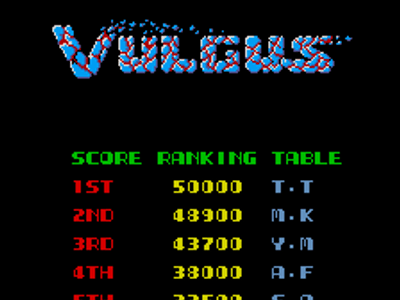 VULGUS
SCORE RANKING TABLE
1ST 50000 T.T
2ND 48900 M.K
3RD 43700 Y.M
4TH 38000 A.F